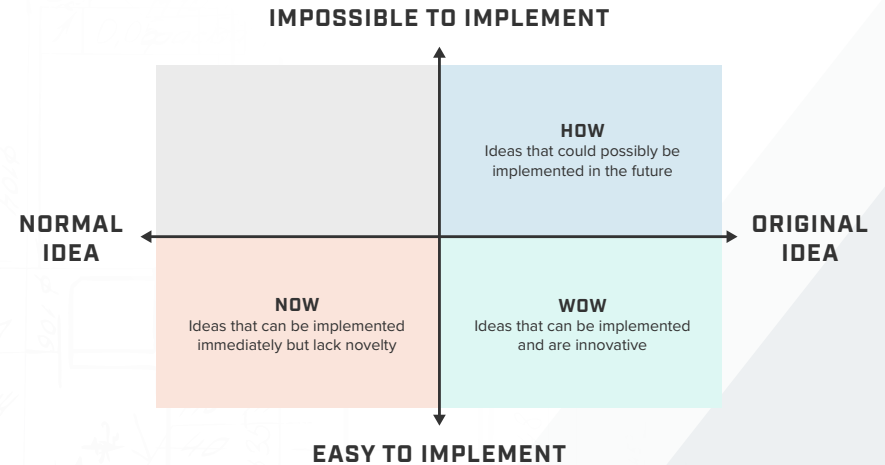 IMPOSSIBLE TO IMPLEMENT
HOW
Ideas that could possibly be
implemented in the future
NORMAL
IDEA
ORIGINAL
IDEA
NOW
Ideas that can be implemented
immediately but lack novelty
WOW
Ideas that can be implemented
and are innovative
EASY TO IMPLEMENT